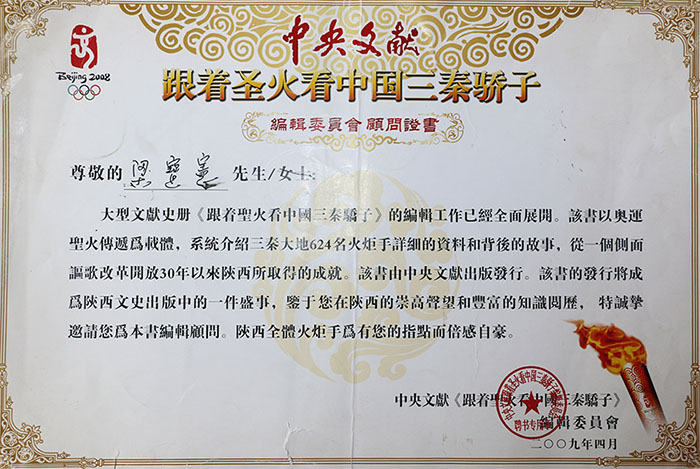 Beijing 2008
中央文献
跟着圣火看中国三秦骄子
編輯委員會 顧問證書
尊敬的 梁 先生/女士
大型文獻史册《跟着聖火看中國三秦驕子》的編輯工作已經全面展開。該書以奥運
聖火傳遞爲載體，系統介紹三秦大地624名火炬手詳細的資料和背後的故事，從一個側面
謳歌改革開放30年以來陝西所取得的成就。該書由中央文獻出版發行。該書的發行將成
爲陝西文史出版中的一件盛事，鑒于您在陝西的崇高聲望和豐富的知識閱歷，特誠摯
邀請您爲本書編輯顧問。陝西全體火炬手爲有您的指點而倍感自豪。
中央文獻《跟着聖火看中國三秦驕子》
編輯委員會
二〇〇九年四月
聘书专用